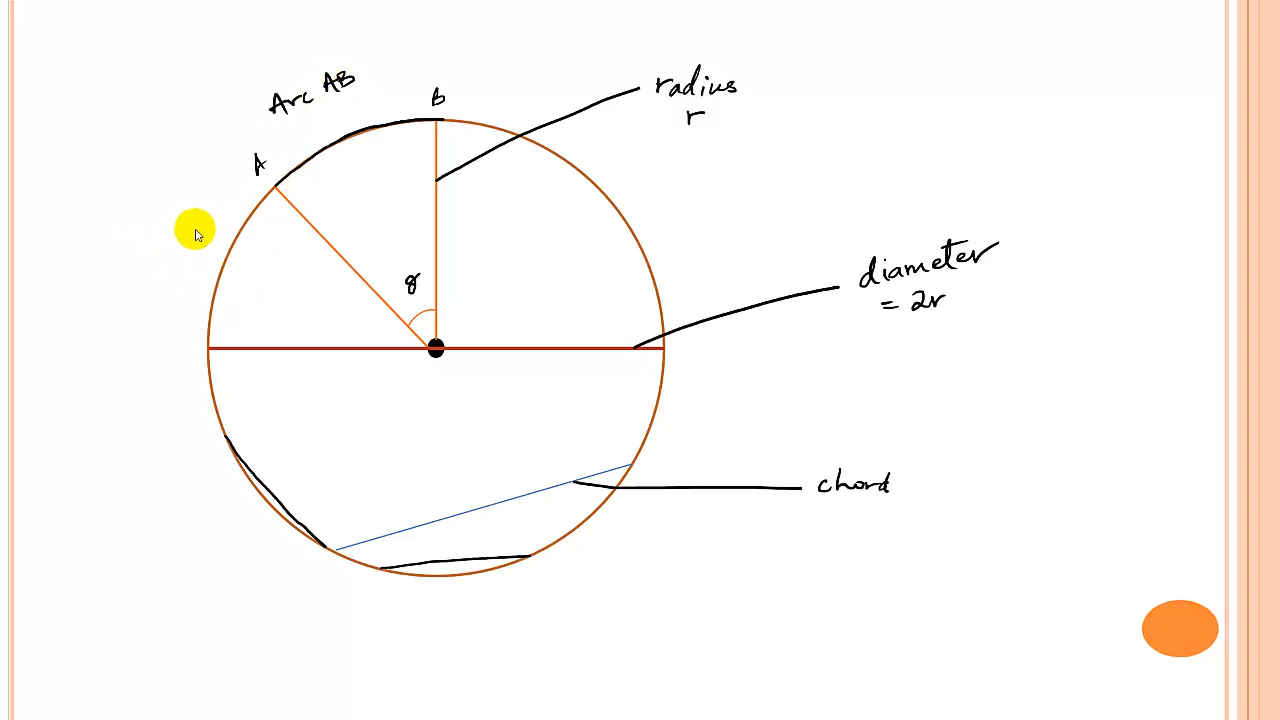 Arc AB
B
radius
r
A
diameter
= 2r
chord